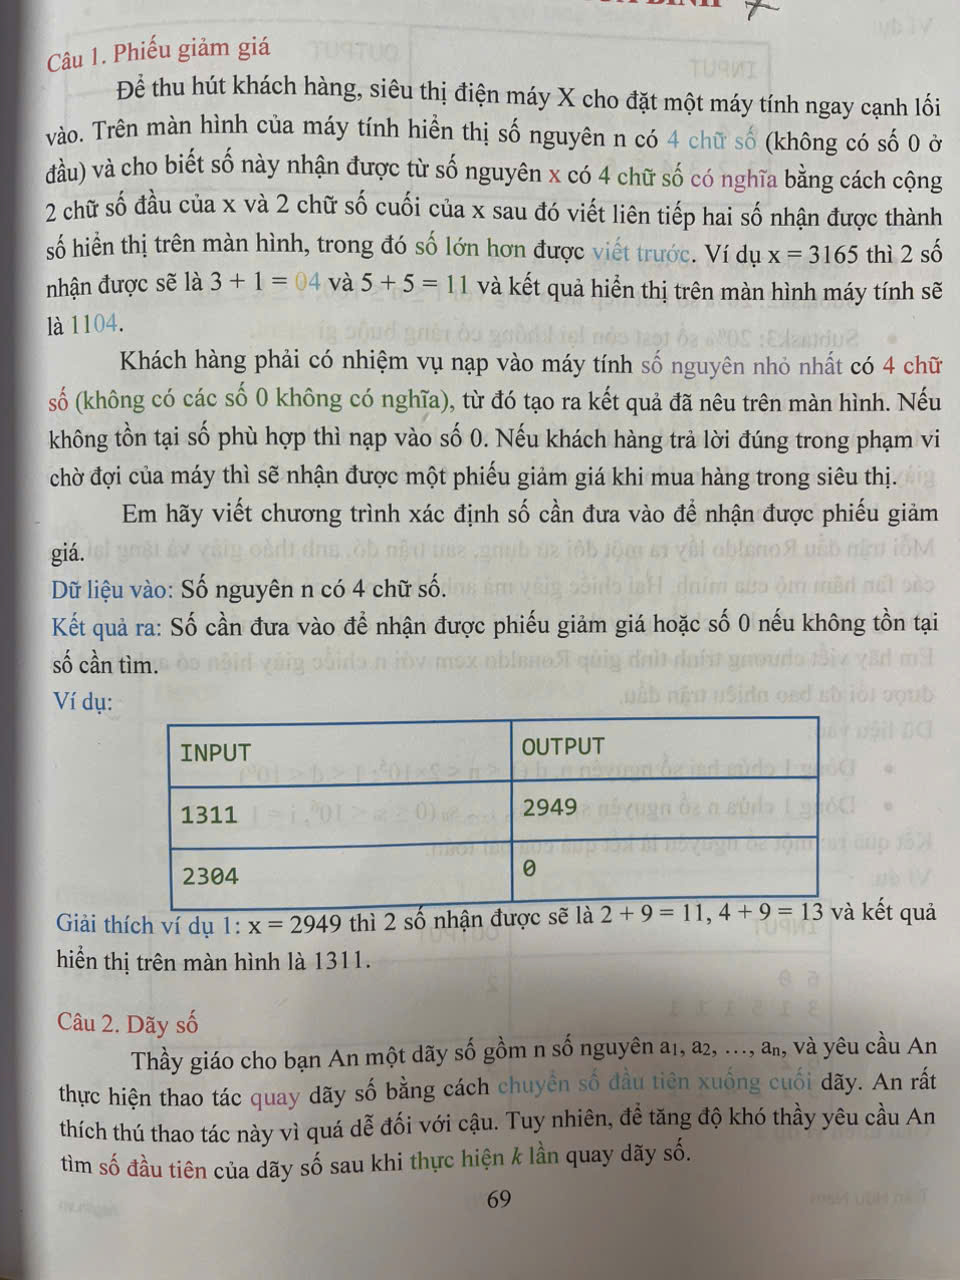 Câu 1. Phiếu giảm giá
Để thu hút khách hàng, siêu thị điện máy X cho đặt một máy tính ngay cạnh lối
vào. Trên màn hình của máy tính hiển thị số nguyên n có 4 chữ số (không có số 0 ở
đầu) và cho biết số này nhận được từ số nguyên x có 4 chữ số có nghĩa bằng cách cộng
2 chữ số đầu của x và 2 chữ số cuối của x sau đó viết liên tiếp hai số nhận được thành
số hiển thị trên màn hình, trong đó số lớn hơn được viết trước. Ví dụ x = 3165 thì 2 số
nhận được sẽ là 3 + 1 = 04 và 5 + 5 = 11 và kết quả hiển thị trên màn hình máy tính sẽ
là 1104.
Khách hàng phải có nhiệm vụ nạp vào máy tính số nguyên nhỏ nhất có 4 chữ
số (không có các số 0 không có nghĩa), từ đó tạo ra kết quả đã nêu trên màn hình. Nếu
không tồn tại số phù hợp thì nạp vào số 0. Nếu khách hàng trả lời đúng trong phạm vi
chờ đợi của máy thì sẽ nhận được một phiếu giảm giá khi mua hàng trong siêu thị.
Em hãy viết chương trình xác định số cần đưa vào để nhận được phiếu giảm
giá.
Dữ liệu vào: Số nguyên n có 4 chữ số.
Kết quả ra: Số cần đưa vào để nhận được phiếu giảm giá hoặc số 0 nếu không tồn tại
số cần tìm.
Ví dụ:
INPUT OUTPUT
1311 2949
2304 0
Giải thích ví dụ 1: x = 2949 thì 2 số nhận được sẽ là 2 + 9 = 11, 4 + 9 = 13 và kết quả
hiển thị trên màn hình là 1311.
Câu 2. Dãy số
Thầy giáo cho bạn An một dãy số gồm n số nguyên a1, a2, …, an, và yêu cầu An
thực hiện thao tác quay dãy số bằng cách chuyển số đầu tiên xuống cuối dãy. An rất
thích thú thao tác này vì quá dễ đối với cậu. Tuy nhiên, để tăng độ khó thầy yêu cầu An
tìm số đầu tiên của dãy số sau khi thực hiện k lần quay dãy số.
69